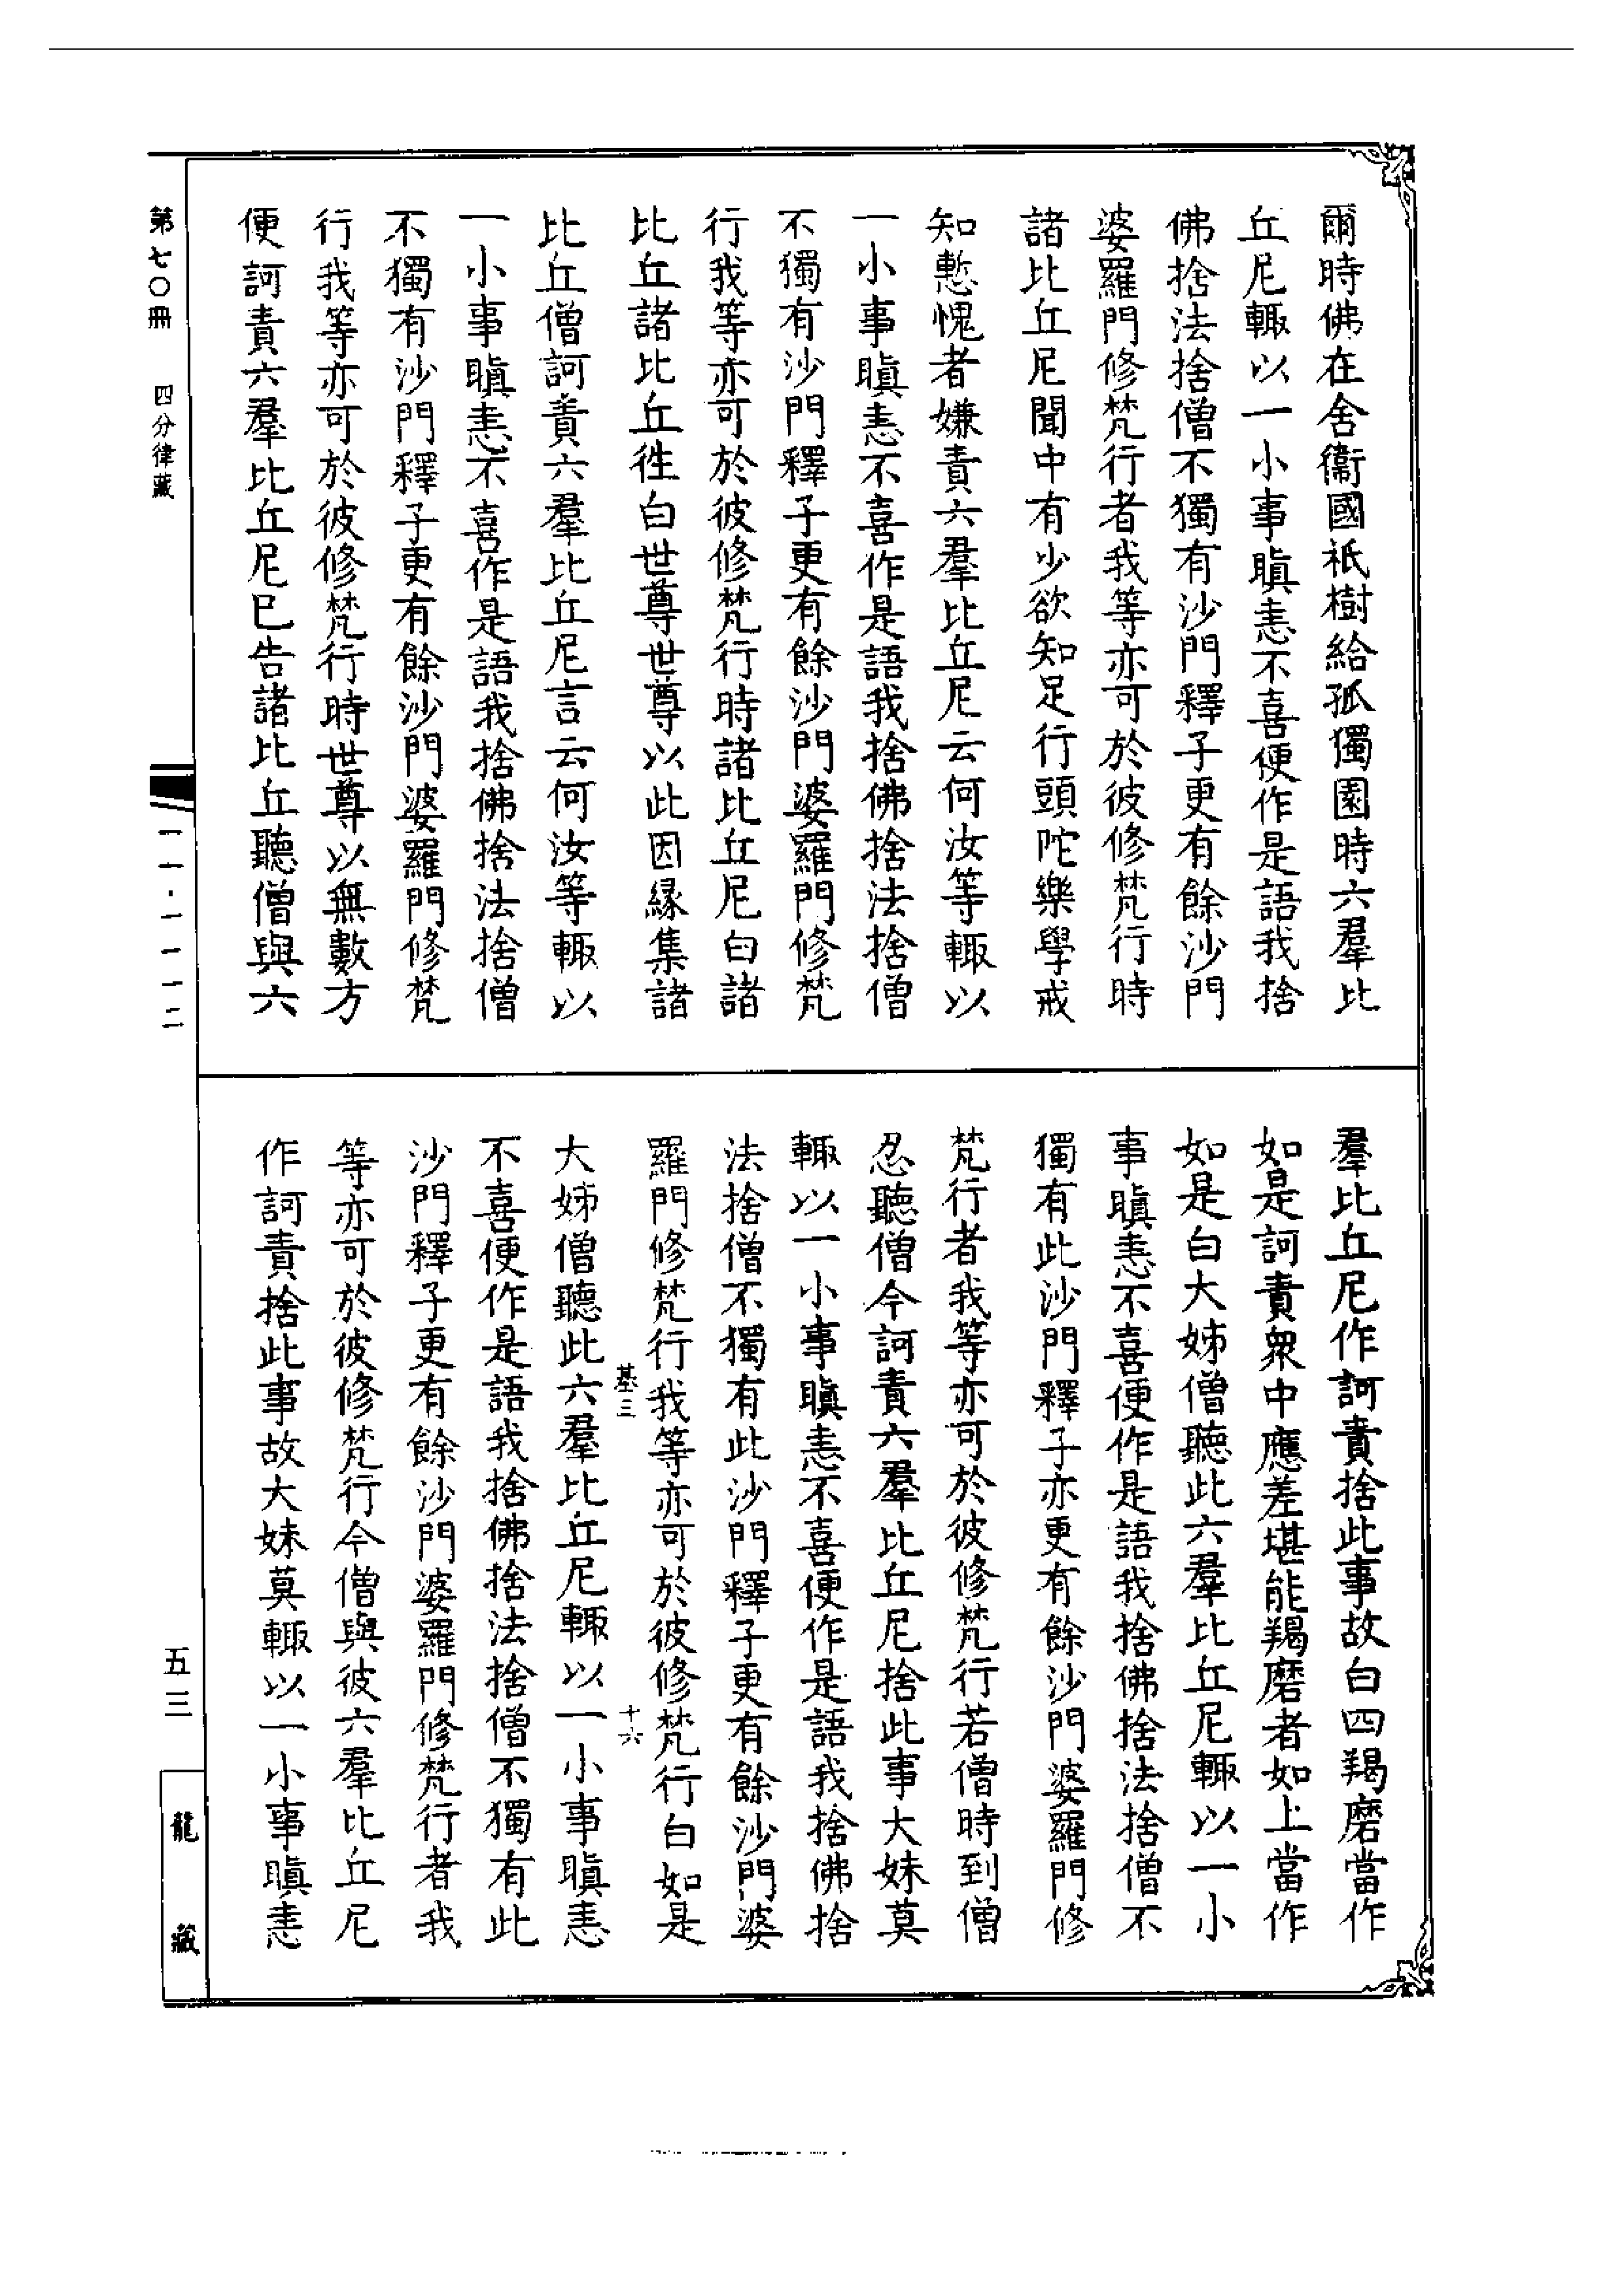 爾時佛在舍衞國祇樹給孤獨園時六羣比
丘尼輙以一小事瞋恚不喜便作是語我捨
佛捨法捨僧不獨有沙門釋子更有餘沙門
婆羅門修梵行者我等亦可於彼修梵行時
諸比丘尼聞中有少欲知足行頭陀樂學戒
知慙愧者嫌責六羣比丘尼云何汝等輙以
一小事瞋恚不喜作是語我捨佛捨法捨僧
不獨有沙門釋子更有餘沙門婆羅門修梵
行我等亦可於彼修梵行時諸比丘尼白諸
比丘諸比丘徃白世尊世尊以此因縁集諸
比丘僧訶責六羣比丘尼言云何汝等輙以
一小事瞋恚不喜作是語我捨佛捨法捨僧
不獨有沙門釋子更有餘沙門婆羅門修梵
行我等亦可於彼修梵行時世尊以無數方
便訶責六羣比丘尼已告諸比丘聽僧與六
羣比丘尼作訶責捨此事故白四羯磨當作
如是訶責衆中應差堪能羯磨者如上當作
如是白大姊僧聽此六羣比丘尼輙以一小
事瞋恚不喜便作是語我捨佛捨法捨僧不
獨有此沙門釋子亦更有餘沙門婆羅門修
梵行者我等亦可於彼修梵行若僧時到僧
忍聽僧今訶責六羣比丘尼捨此事大妹莫
輙以一小事瞋恚不喜便作是語我捨佛捨
法捨僧不獨有此沙門釋子更有餘沙門婆
羅門修梵行我等亦可於彼修梵行白如是
基三 十六
大姊僧聽此六羣比丘尼輙以一小事瞋恚
不喜便作是語我捨佛捨法捨僧不獨有此
沙門釋子更有餘沙門婆羅門修梵行者我
等亦可於彼修梵行今僧與彼六羣比丘尼
作訶責捨此事故大妹莫輙以一小事瞋恚
第七〇冊 四分律藏 一一·一一一二
五三 龍藏